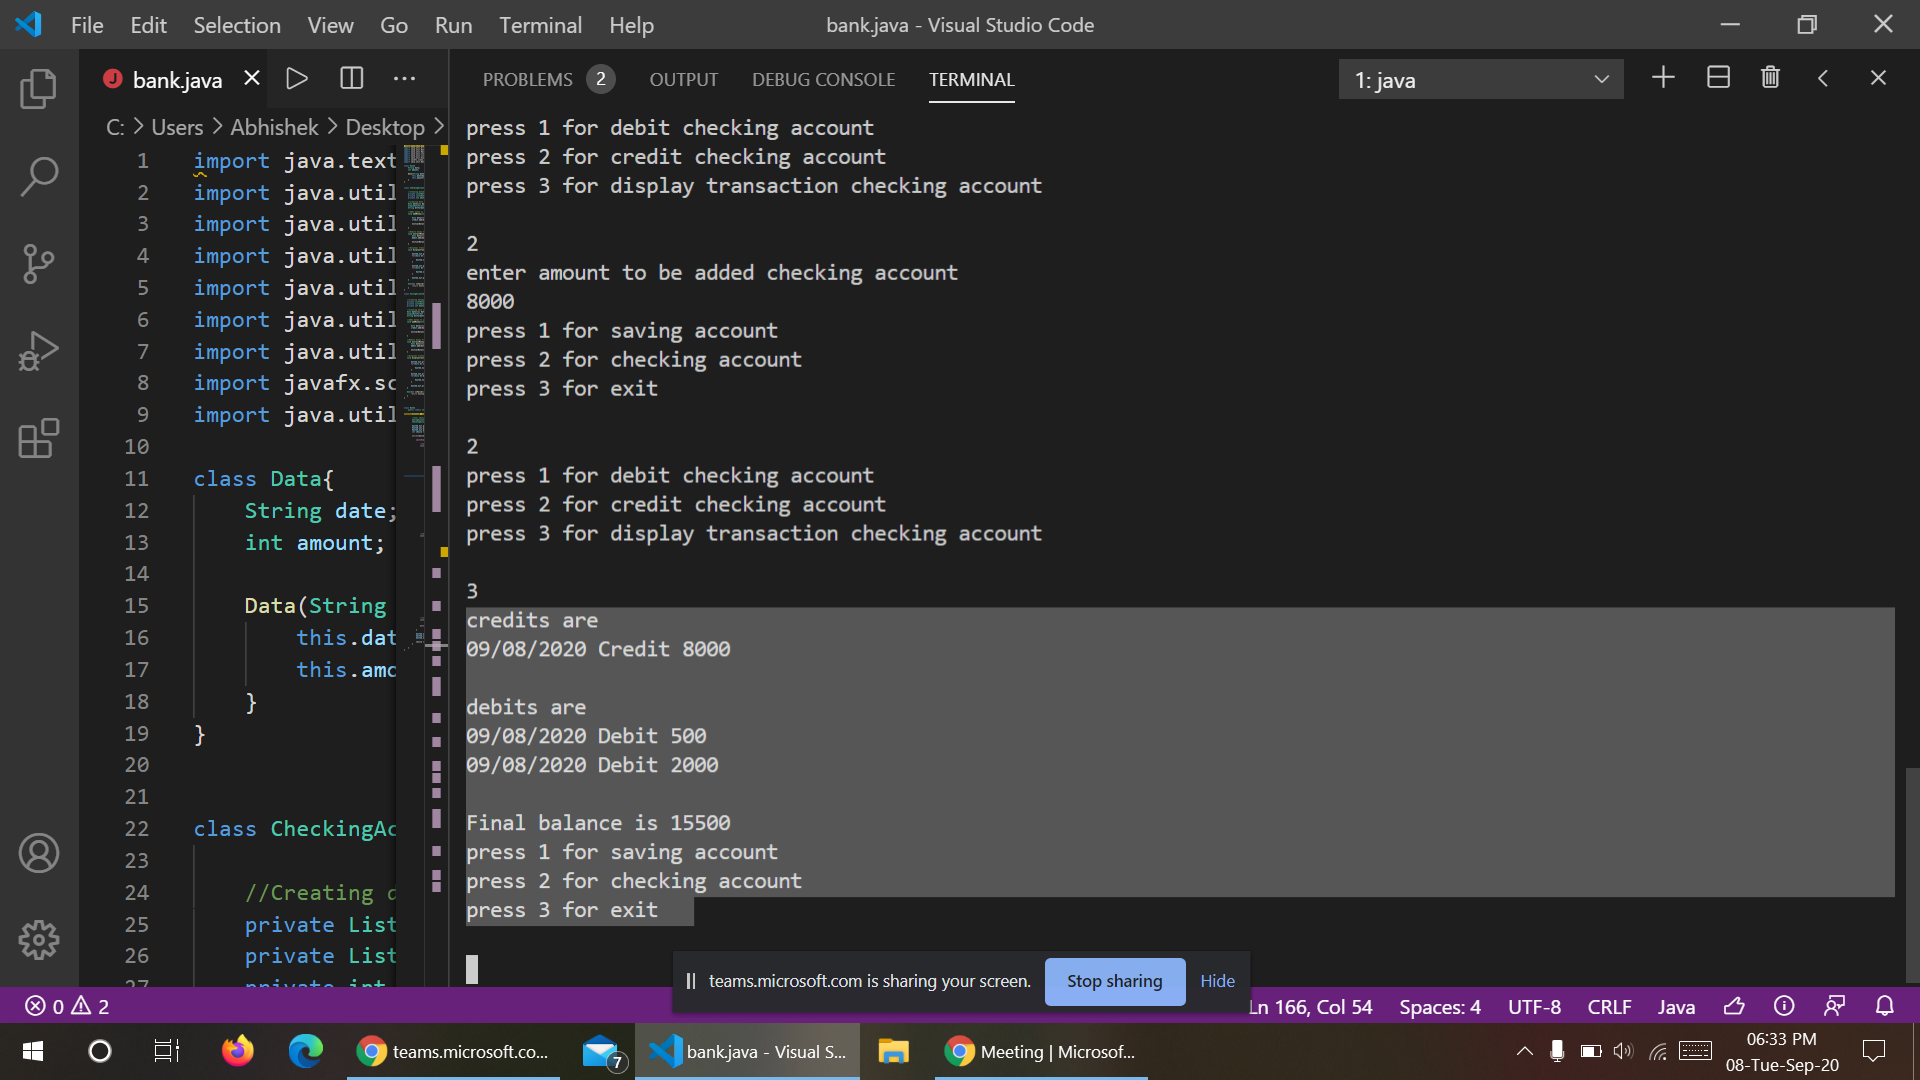 File Edit Selection View Go Run Terminal Help
bank.java - Visual Studio Code
bank.java
PROBLEMS 2 OUTPUT DEBUG CONSOLE TERMINAL
1: java
C: > Users > Abhishek > Desktop >
1 import java.text
2 import java.util
3 import java.util
4 import java.util
5 import java.util
6 import java.util
7 import java.util
8 import javafx.sc
9 import java.util
10
11 class Data{
12 String date;
13 int amount;
14
15 Data(String
16 this.dat
17 this.amo
18 }
19 }
20
21
22 class CheckingAc
23
24 //Creating d
25 private List
26 private List
27 private int
press 1 for debit checking account
press 2 for credit checking account
press 3 for display transaction checking account
2
enter amount to be added checking account
8000
press 1 for saving account
press 2 for checking account
press 3 for exit
2
press 1 for debit checking account
press 2 for credit checking account
press 3 for display transaction checking account
3
credits are
09/08/2020 Credit 8000
debits are
09/08/2020 Debit 500
09/08/2020 Debit 2000
Final balance is 15500
press 1 for saving account
press 2 for checking account
press 3 for exit
teams.microsoft.com is sharing your screen.
Stop sharing
Hide
0 2
Ln 166, Col 54 Spaces: 4 UTF-8 CRLF Java
teams.microsoft.co...
7
bank.java - Visual S...
Meeting | Microsof...
06:33 PM
08-Tue-Sep-20